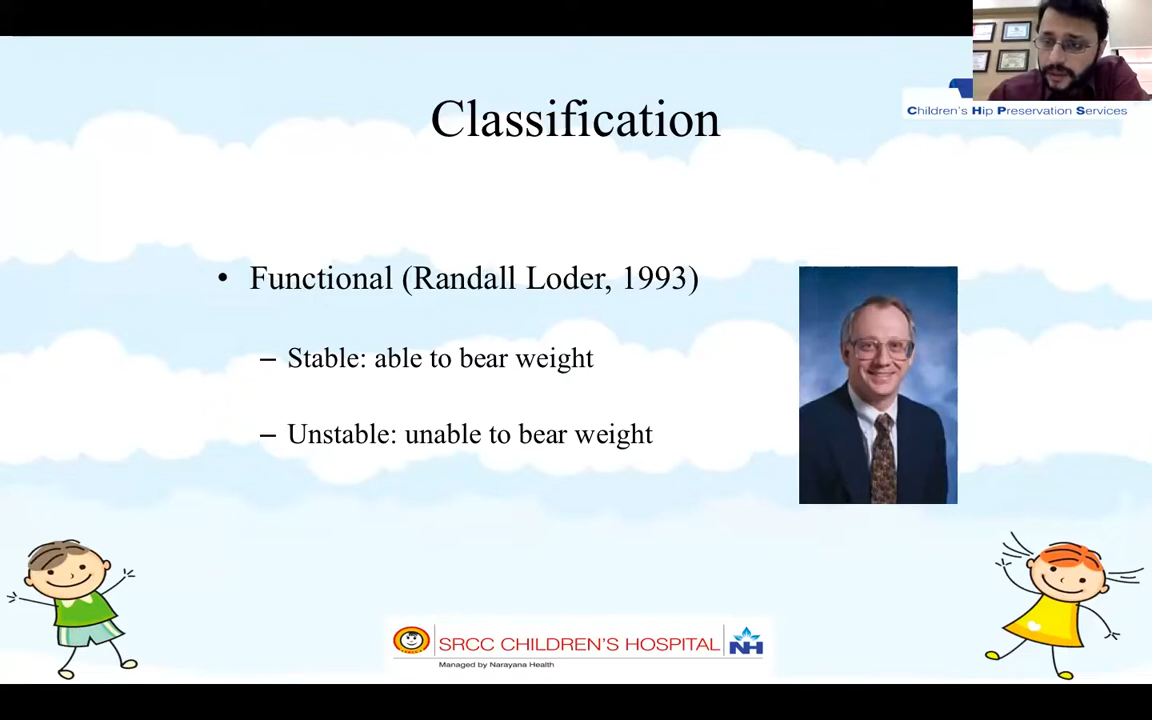 Classification
Children's Hip Preservation Services
• Functional (Randall Loder, 1993)
– Stable: able to bear weight
– Unstable: unable to bear weight
SRCC CHILDREN'S HOSPITAL NH
Managed by Narayana Health